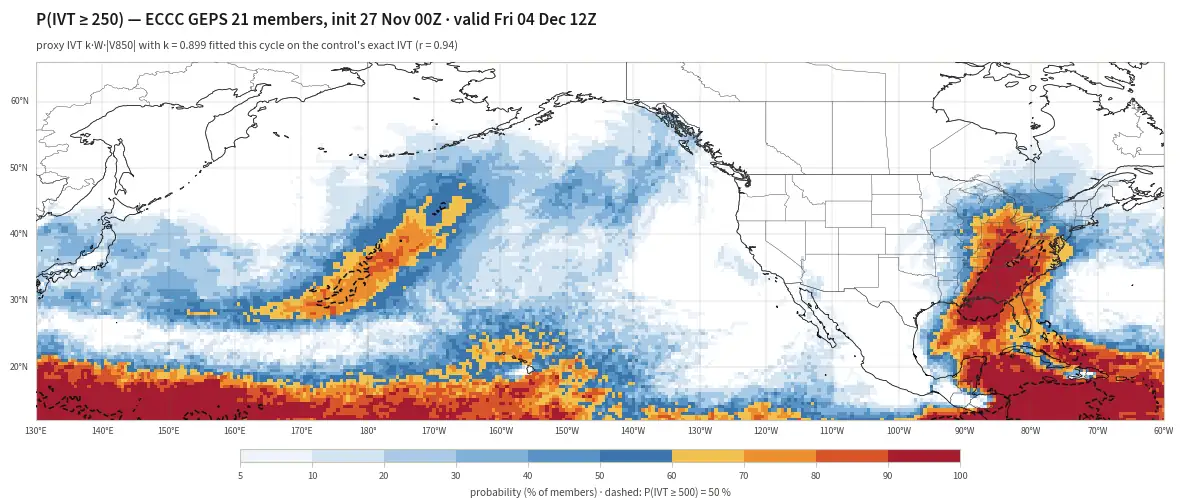 P(IVT ≥ 250) — ECCC GEPS 21 members, init 27 Nov 00Z · valid Fri 04 Dec 12Z
proxy IVT k·W·|V850| with k = 0.899 fitted this cycle on the control's exact IVT (r = 0.94)
60°N
50°N
40°N
30°N
20°N
130°E 140°E 150°E 160°E 170°E 180° 170°W 160°W 150°W 140°W 130°W 120°W 110°W 100°W 90°W 80°W 70°W 60°W
5 10 20 30 40 50 60 70 80 90 100
probability (% of members) · dashed: P(IVT ≥ 500) = 50 %